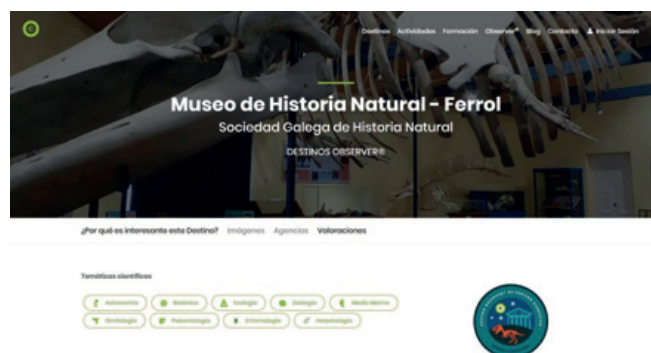 Destinos Actividades Formación Observer® Blog Contacto Iniciar Sesión
Museo de Historia Natural - Ferrol
Sociedad Galega de Historia Natural
DESTINOS OBSERVER®
¿Por qué es interesante este Destino? Imágenes Agencias Valoraciones
Temáticas científicas
Astronomía Botánica Ecología Geología Medio Marino
Ornitología Paleontología Entomología Herpetología